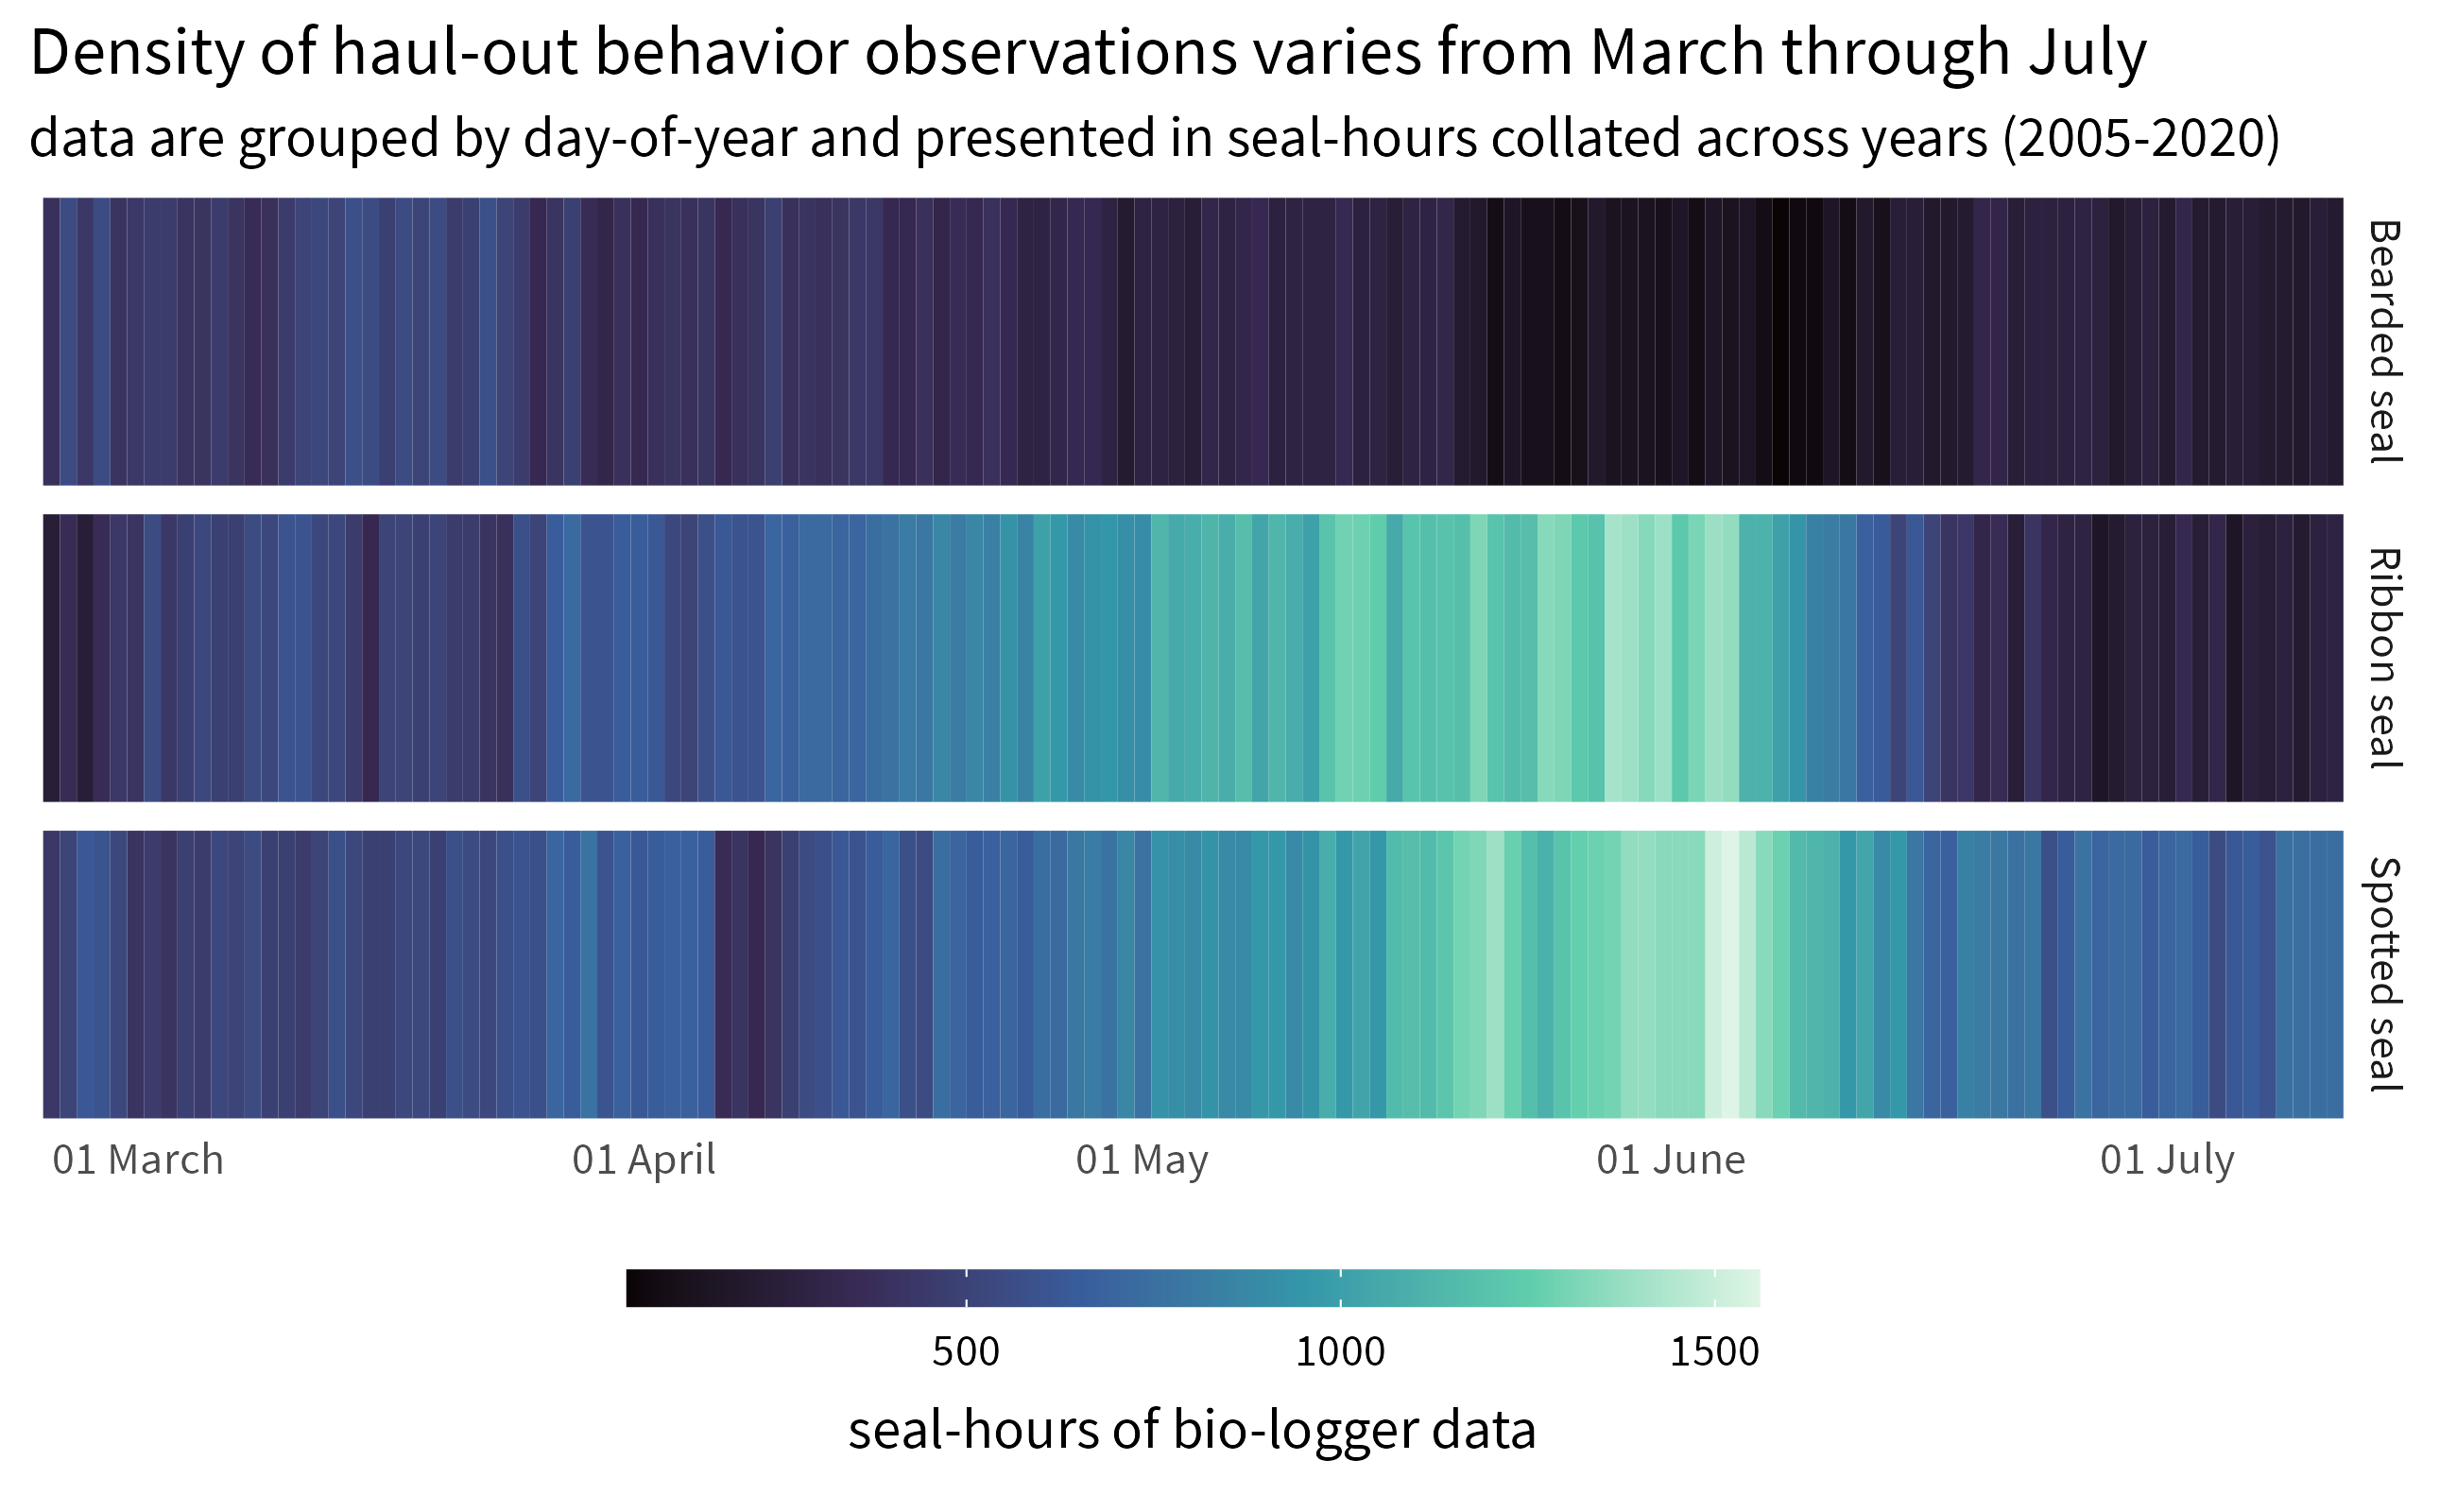 Density of haul-out behavior observations varies from March through July
data are grouped by day-of-year and presented in seal-hours collated across years (2005-2020)
Bearded seal
Ribbon seal
Spotted seal
01 March 01 April 01 May 01 June 01 July
500 1000 1500
seal-hours of bio-logger data